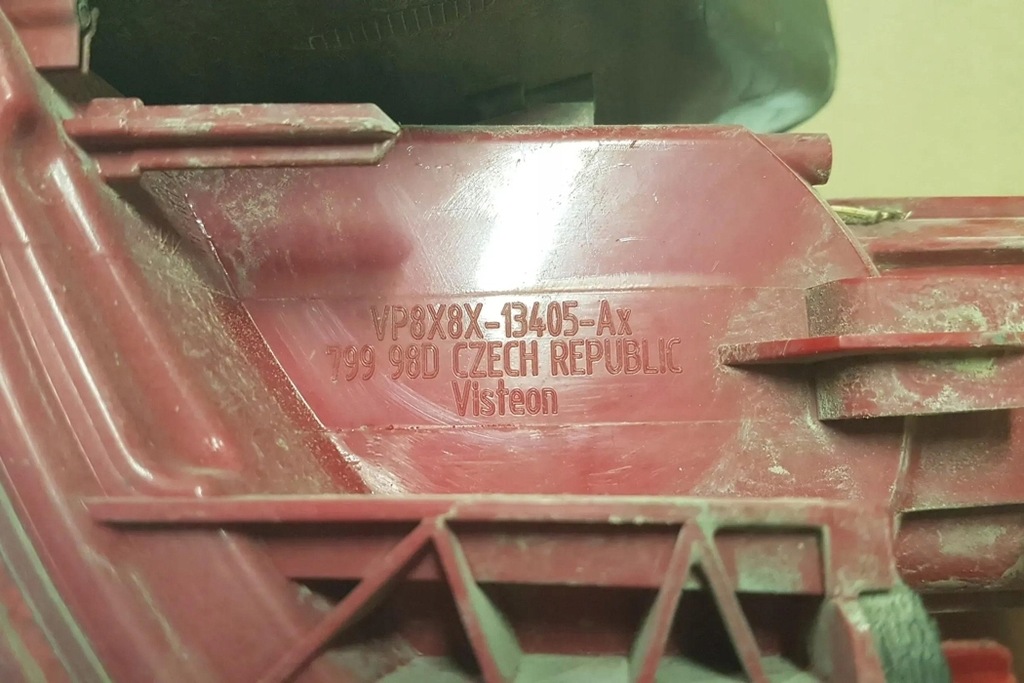 VP8X8X-13405-Ax
799 98D CZECH REPUBLIC
Visteon